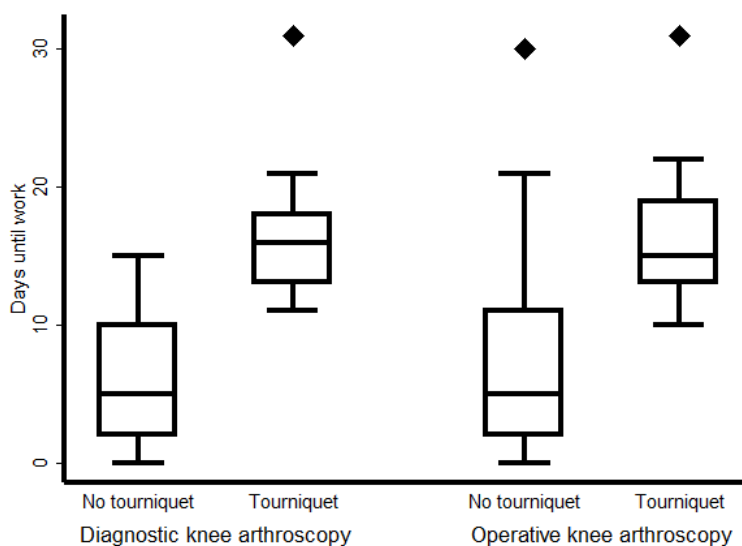 Days until work
30
20
10
0
No tourniquet Tourniquet No tourniquet Tourniquet
Diagnostic knee arthroscopy Operative knee arthroscopy